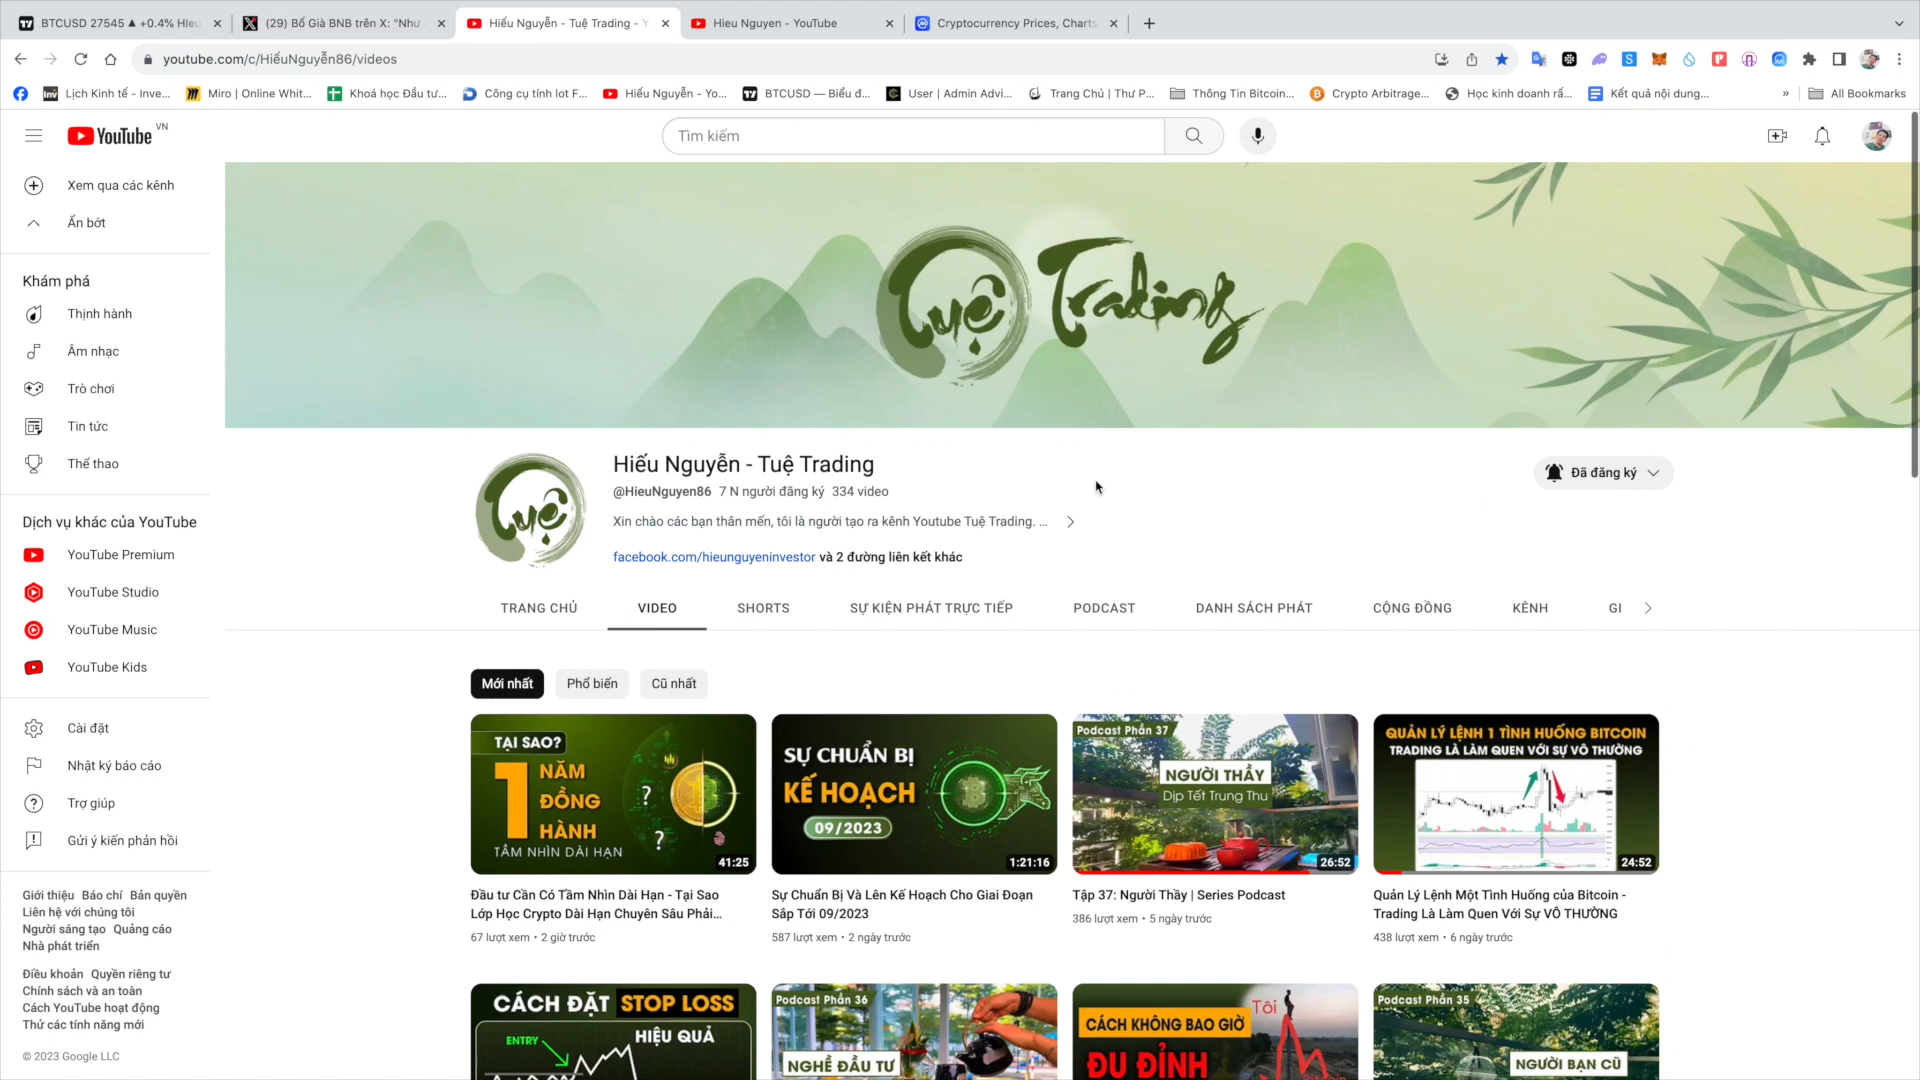 BTCUSD 27545 ▲ +0.4% Hieu
(29) Bố Già BNB trên X: "Như
Hiếu Nguyễn - Tuệ Trading - Y
Hieu Nguyen - YouTube
Cryptocurrency Prices, Charts
youtube.com/c/HiếuNguyễn86/videos
Lịch Kinh tế - Inve...
Miro | Online Whit...
Khoá học Đầu tư...
Công cụ tính lot F...
Hiếu Nguyễn - Yo...
BTCUSD — Biểu đ...
User | Admin Advi...
Trang Chủ | Thư P...
Thông Tin Bitcoin...
Crypto Arbitrage...
Học kinh doanh rấ...
Kết quả nội dung...
»
All Bookmarks
YouTube VN
Tìm kiếm
Xem qua các kênh
Ẩn bớt
Khám phá
Thịnh hành
Âm nhạc
Trò chơi
Tin tức
Thể thao
Dịch vụ khác của YouTube
YouTube Premium
YouTube Studio
YouTube Music
YouTube Kids
Cài đặt
Nhật ký báo cáo
Trợ giúp
Gửi ý kiến phản hồi
Giới thiệu Báo chí Bản quyền
Liên hệ với chúng tôi
Người sáng tạo Quảng cáo
Nhà phát triển
Điều khoản Quyền riêng tư
Chính sách và an toàn
Cách YouTube hoạt động
Thử các tính năng mới
© 2023 Google LLC
Tuệ Trading
Tuệ
Hiếu Nguyễn - Tuệ Trading
@HieuNguyen86 7 N người đăng ký 334 video
Xin chào các bạn thân mến, tôi là người tạo ra kênh Youtube Tuệ Trading. ...
facebook.com/hieunguyeninvestor và 2 đường liên kết khác
Đã đăng ký
TRANG CHỦ
VIDEO
SHORTS
SỰ KIỆN PHÁT TRỰC TIẾP
PODCAST
DANH SÁCH PHÁT
CỘNG ĐỒNG
KÊNH
GI
Mới nhất
Phổ biến
Cũ nhất
TẠI SAO?
1 NĂM
ĐỒNG
HÀNH
TẦM NHÌN DÀI HẠN
41:25
Đầu tư Cần Có Tầm Nhìn Dài Hạn - Tại Sao
Lớp Học Crypto Dài Hạn Chuyên Sâu Phải...
67 lượt xem • 2 giờ trước
SỰ CHUẨN BỊ
KẾ HOẠCH
09/2023
1:21:16
Sự Chuẩn Bị Và Lên Kế Hoạch Cho Giai Đoạn
Sắp Tới 09/2023
587 lượt xem • 2 ngày trước
Podcast Phần 37
NGƯỜI THẦY
Dịp Tết Trung Thu
26:52
Tập 37: Người Thầy | Series Podcast
386 lượt xem • 5 ngày trước
QUẢN LÝ LỆNH 1 TÌNH HUỐNG BITCOIN
TRADING LÀ LÀM QUEN VỚI SỰ VÔ THƯỜNG
24:52
Quản Lý Lệnh Một Tình Huống của Bitcoin -
Trading Là Làm Quen Với Sự VÔ THƯỜNG
438 lượt xem • 6 ngày trước
CÁCH ĐẶT STOP LOSS
HIỆU QUẢ
ENTRY
Podcast Phần 36
NGHỀ ĐẦU TƯ
Tôi
CÁCH KHÔNG BAO GIỜ
ĐU ĐỈNH
Podcast Phần 35
NGƯỜI BẠN CŨ